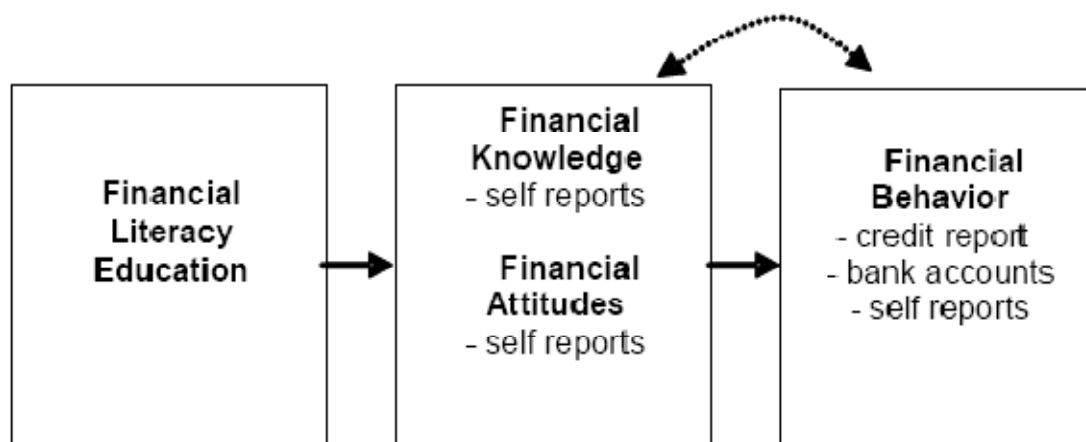 Financial
Literacy
Education
Financial
Knowledge
- self reports
Financial
Attitudes
- self reports
Financial
Behavior
- credit report
- bank accounts
- self reports